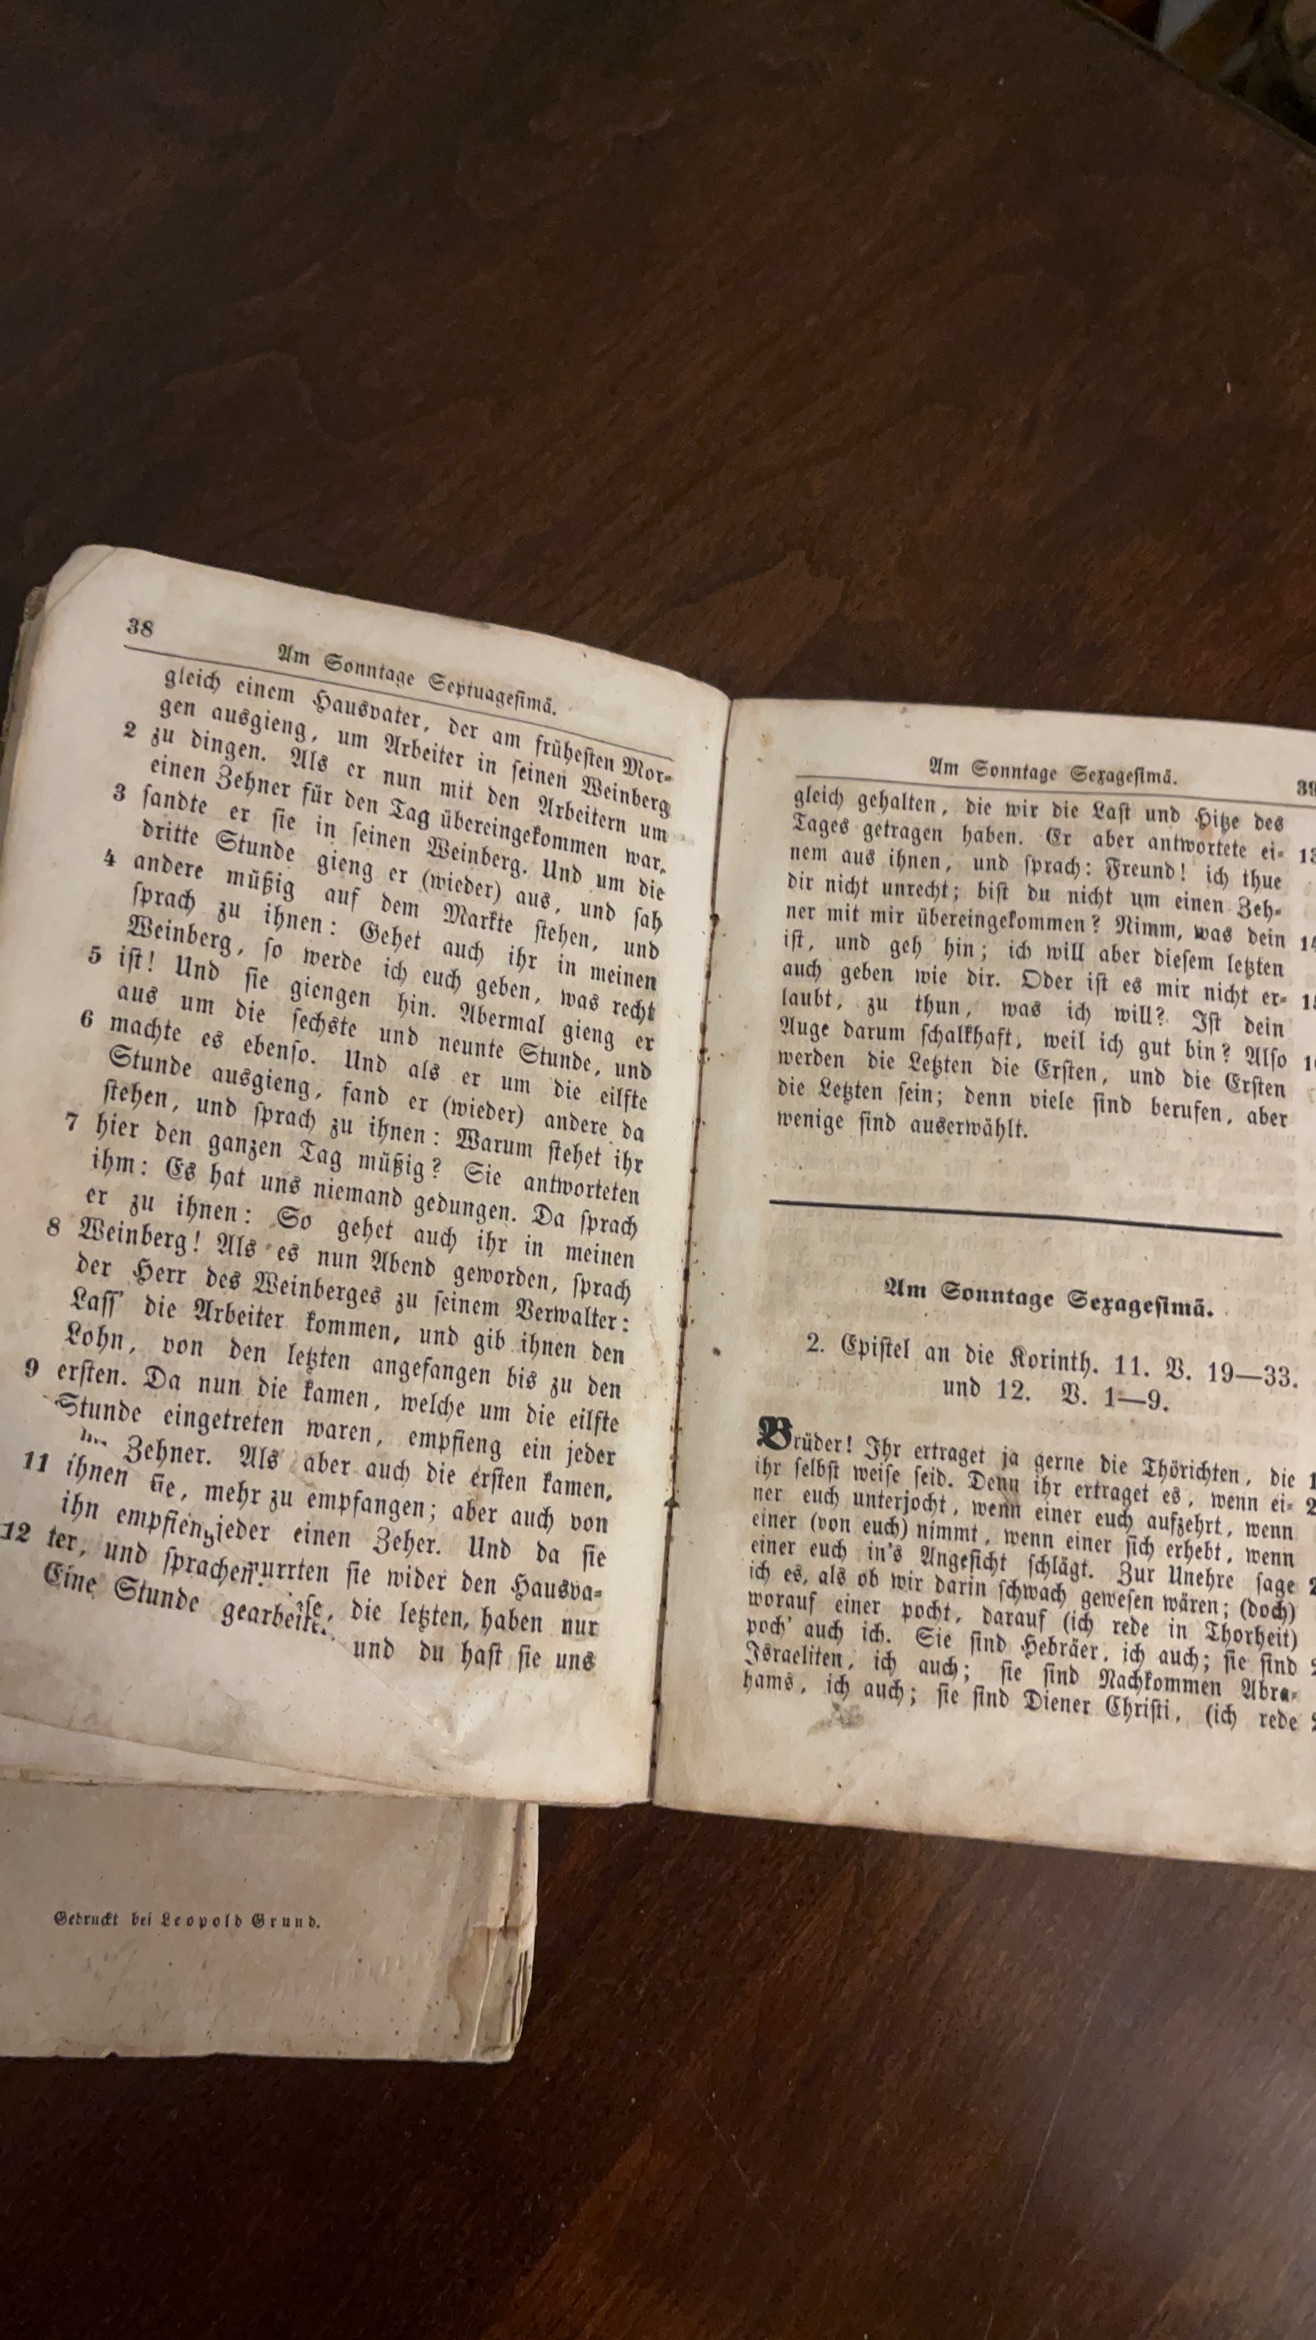 38
Am Sonntage Septuagesimä.
gleich einem Hausvater, der am frühesten Mor-
gen ausgieng, um Arbeiter in seinen Weinberg
2 zu dingen. Als er nun mit den Arbeitern um
einen Zehner für den Tag übereingekommen war,
3 sandte er sie in seinen Weinberg. Und um die
dritte Stunde gieng er (wieder) aus, und sah
4 andere müßig auf dem Markte stehen, und
sprach zu ihnen: Gehet auch ihr in meinen
Weinberg, so werde ich euch geben, was recht
5 ist! Und sie giengen hin. Abermal gieng er
aus um die sechste und neunte Stunde, und
6 machte es ebenso. Und als er um die eilfte
Stunde ausgieng, fand er (wieder) andere da
stehen, und sprach zu ihnen: Warum stehet ihr
7 hier den ganzen Tag müßig? Sie antworteten
ihm: Es hat uns niemand gedungen. Da sprach
er zu ihnen: So gehet auch ihr in meinen
8 Weinberg! Als es nun Abend geworden, sprach
der Herr des Weinberges zu seinem Verwalter:
Lass' die Arbeiter kommen, und gib ihnen den
Lohn, von den letzten angefangen bis zu den
9 ersten. Da nun die kamen, welche um die eilfte
Stunde eingetreten waren, empfieng ein jeder
Zehner. Als aber auch die ersten kamen,
sie, mehr zu empfangen; aber auch von
11 ihnen jeder einen Zeher. Und da sie
ihn empfien murrten sie wider den Hausva-
12 ter, und sprachen: die letzten, haben nur
Eine Stunde gearbeitet und du hast sie uns
Gedruckt bei Leopold Grund.
Am Sonntage Sexagesimä. 39
gleich gehalten, die wir die Last und Hitze des
Tages getragen haben. Er aber antwortete ei- 13
nem aus ihnen, und sprach: Freund! ich thue
dir nicht unrecht; bist du nicht um einen Zeh-
ner mit mir übereingekommen? Nimm, was dein 14
ist, und geh hin; ich will aber diesem letzten
auch geben wie dir. Oder ist es mir nicht er-
laubt, zu thun, was ich will? Ist dein
Auge darum schalkhaft, weil ich gut bin? Also
werden die Letzten die Ersten, und die Ersten
die Letzten sein; denn viele sind berufen, aber
wenige sind auserwählt.
Am Sonntage Sexagesimä.
2. Epistel an die Korinth. 11. V. 19—33.
und 12. V. 1—9.
Brüder! Ihr ertraget ja gerne die Thörichten, die
ihr selbst weise seid. Denn ihr ertraget es, wenn ei-
ner euch unterjocht, wenn einer euch aufzehrt, wenn
einer (von euch) nimmt, wenn einer sich erhebt, wenn
einer euch in's Angesicht schlägt. Zur Unehre sage
ich es, als ob wir darin schwach gewesen wären; (doch)
worauf einer pocht, darauf (ich rede in Thorheit)
poch' auch ich. Sie sind Hebräer, ich auch; sie sind
Israeliten, ich auch; sie sind Nachkommen Abra-
hams, ich auch; sie sind Diener Christi, (ich rede